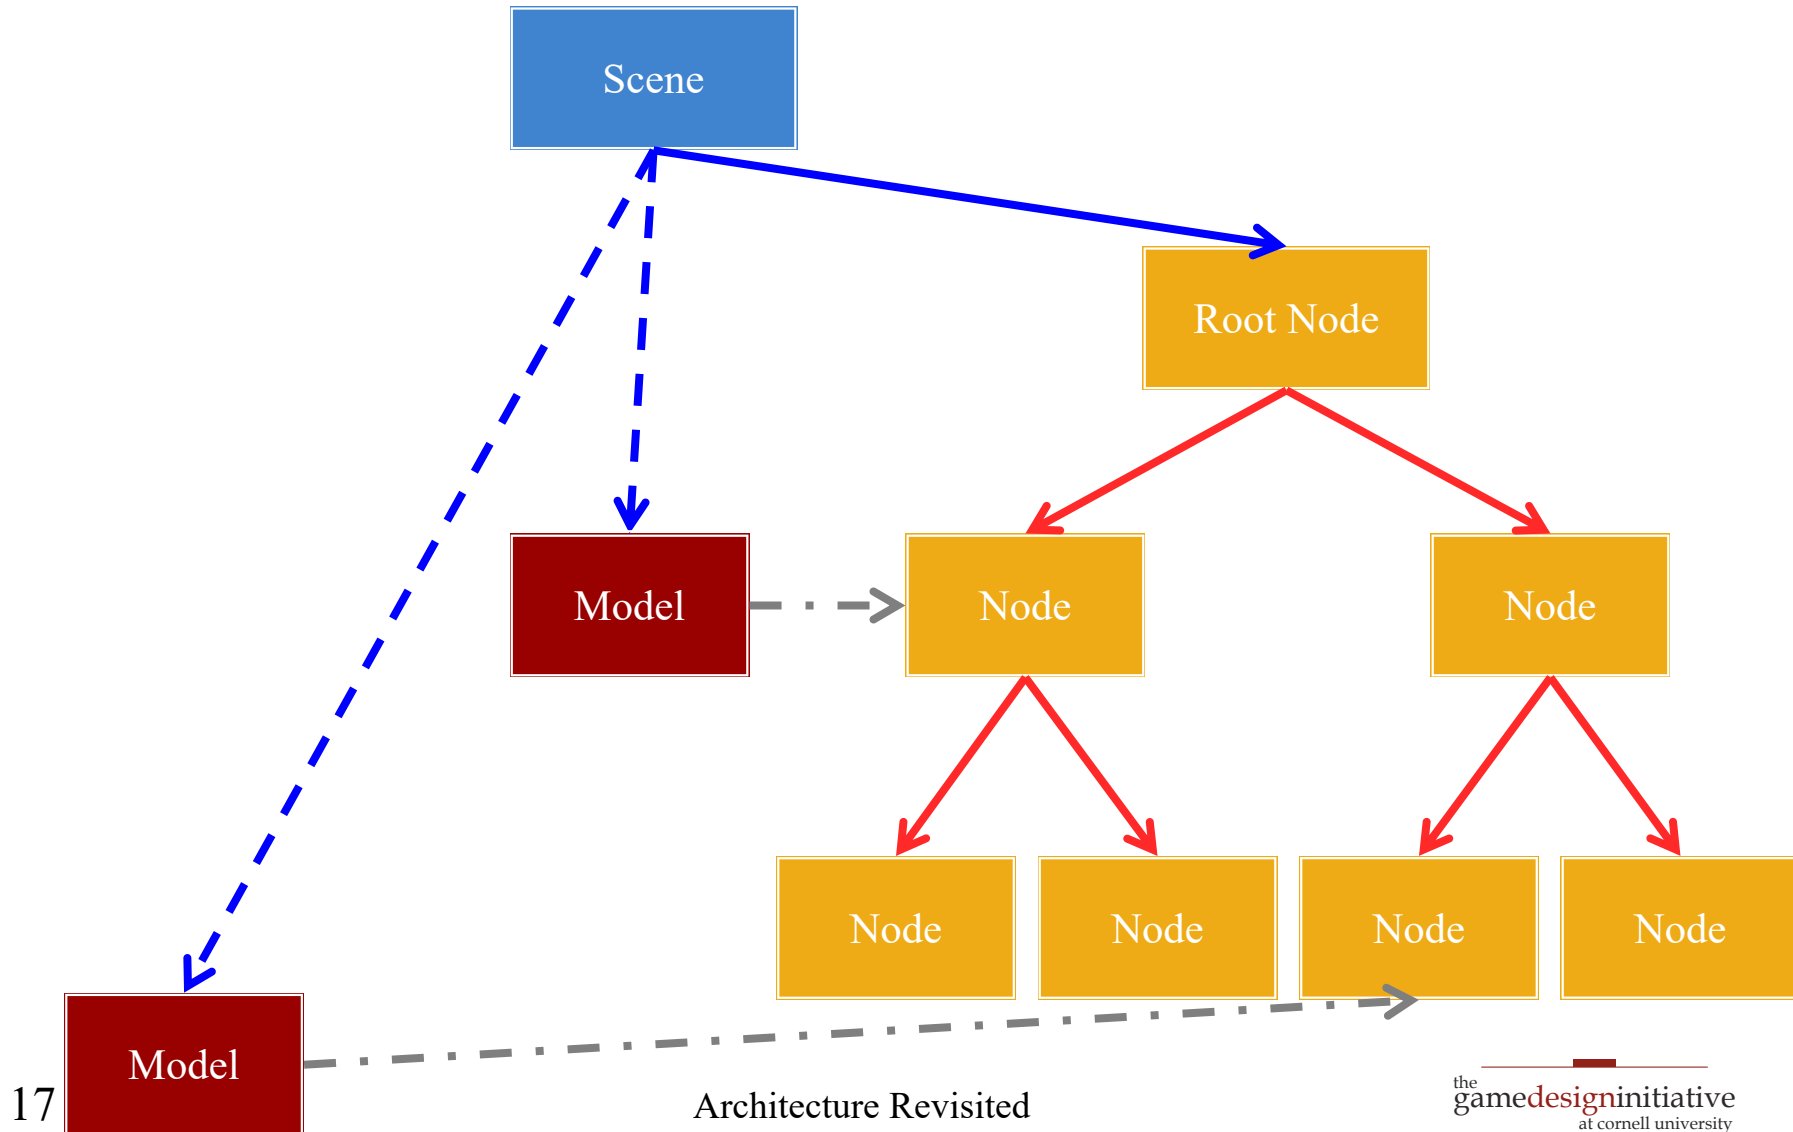 Scene
Root Node
Model
Node
Node
Node
Node
Node
Node
Model
17
Architecture Revisited
the
gamedesigninitiative
at cornell university